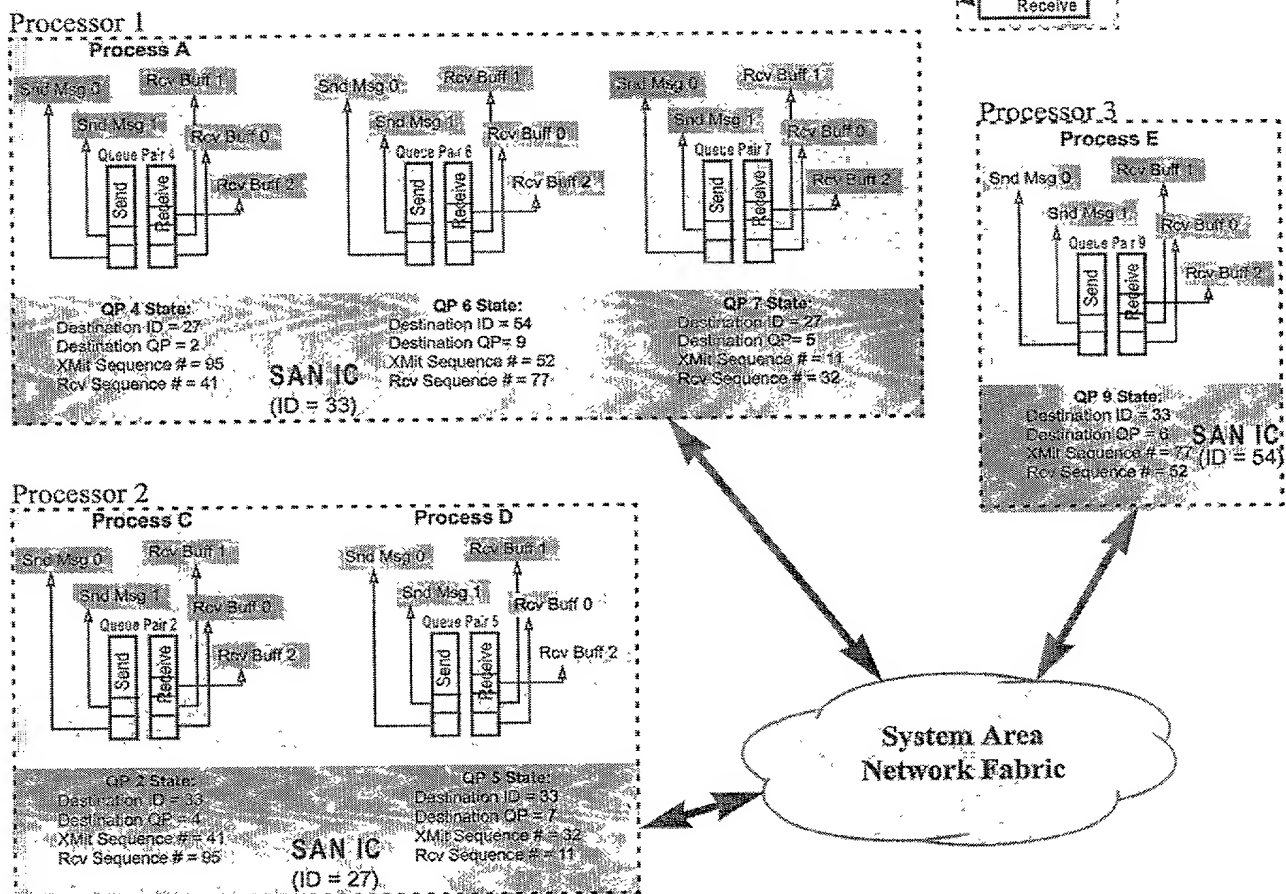 Receive
Processor 1
Process A
Snd Msg 0
Rcv Buff 1
Snd Msg 1
Rcv Buff 0
Queue Pair 4
Rcv Buff 2
Send
Receive
Snd Msg 0
Rcv Buff 1
Snd Msg 1
Rcv Buff 0
Queue Pair 6
Rcv Buff 2
Send
Receive
Snd Msg 0
Rcv Buff 1
Snd Msg 1
Rcv Buff 0
Queue Pair 7
Rcv Buff 2
Send
Receive
QP 4 State:
Destination ID = 27
Destination QP = 2
XMit Sequence # = 95
Rcv Sequence # = 41
SAN IC
(ID = 33)
QP 6 State:
Destination ID = 54
Destination QP= 9
XMit Sequence # = 52
Rcv Sequence # = 77
QP 7 State:
Destination ID = 27
Destination QP = 5
XMit Sequence # = 11
Rcv Sequence # = 32
Processor 3
Process E
Snd Msg 0
Rcv Buff 1
Snd Msg 1
Rcv Buff 0
Queue Pair 9
Rcv Buff 2
Send
Receive
QP 9 State:
Destination ID = 33
Destination QP = 6
XMit Sequence # = 77
Rcv Sequence # = 52
SAN IC
(ID = 54)
Processor 2
Process C
Snd Msg 0
Rcv Buff 1
Snd Msg 1
Rcv Buff 0
Queue Pair 2
Rcv Buff 2
Send
Receive
Process D
Snd Msg 0
Rcv Buff 1
Snd Msg 1
Rcv Buff 0
Queue Pair 5
Rcv Buff 2
Send
Receive
QP 2 State:
Destination ID = 33
Destination QP = 4
XMit Sequence # = 41
Rcv Sequence # = 95
SAN IC
(ID = 27)
QP 5 State:
Destination ID = 33
Destination QP = 7
XMit Sequence # = 32
Rcv Sequence # = 11
System Area
Network Fabric